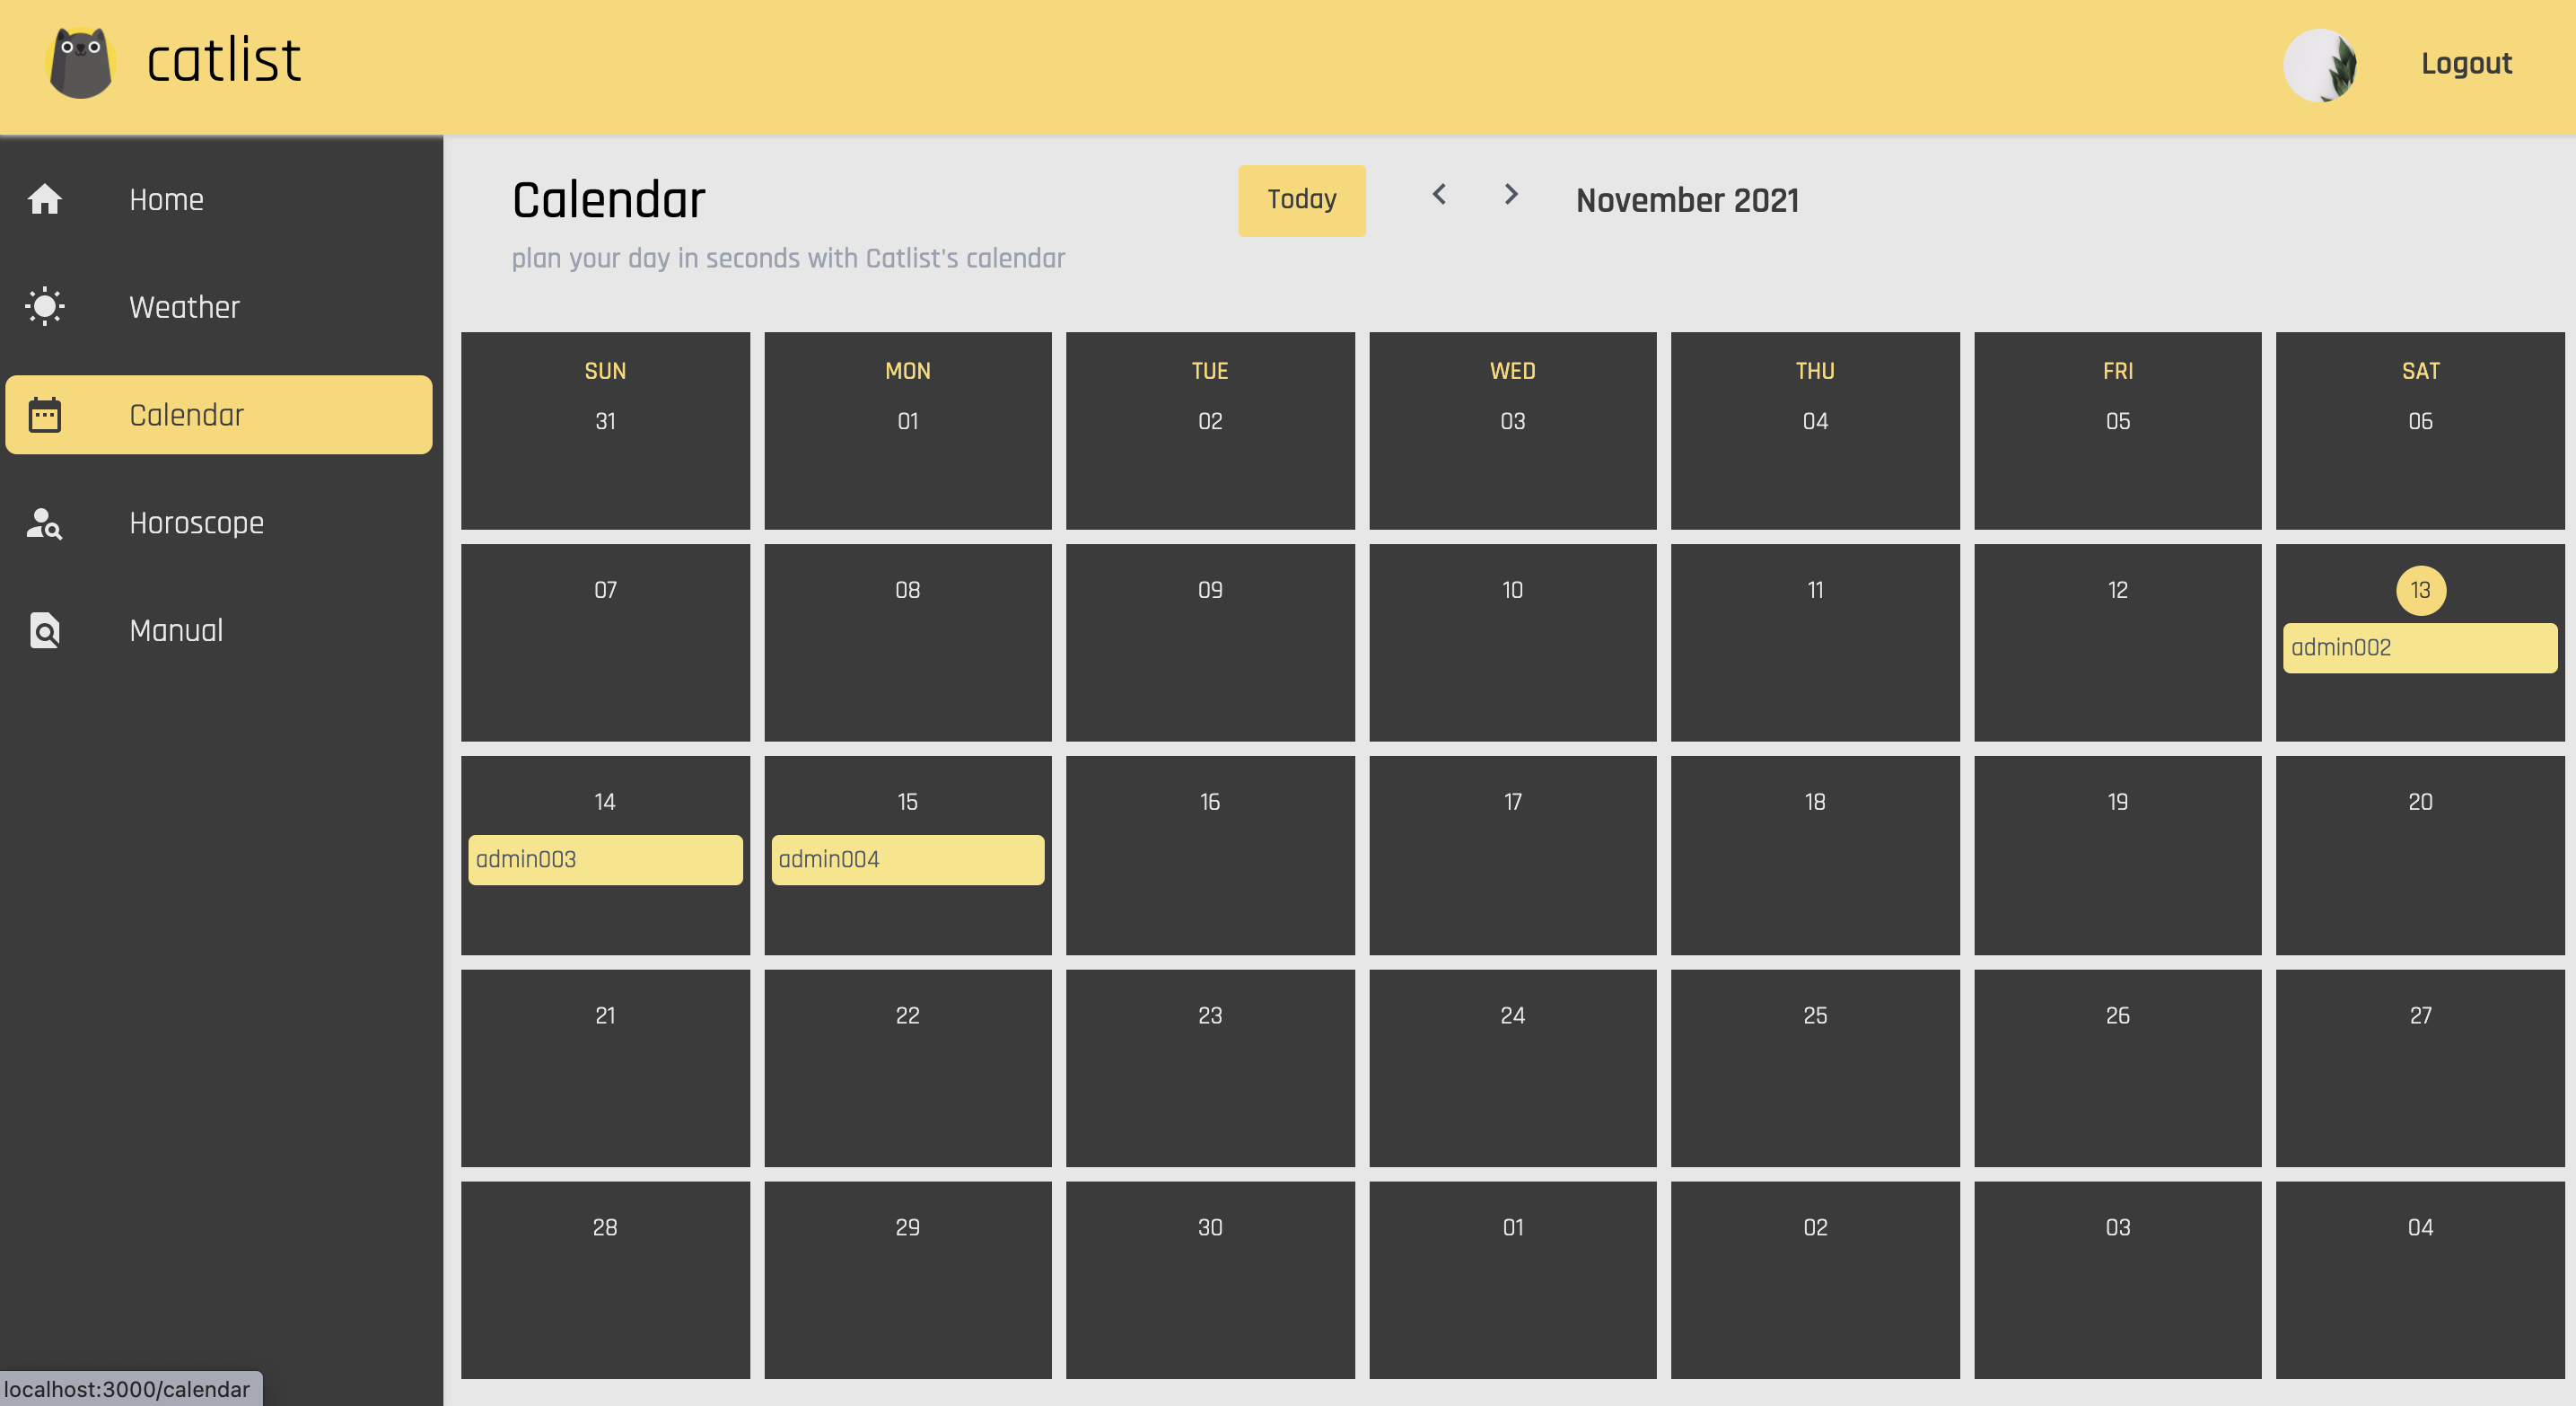 catlist
Logout
Home
Weather
Calendar
Horoscope
Manual
Calendar
plan your day in seconds with Catlist's calendar
Today
November 2021
SUN MON TUE WED THU FRI SAT
31 01 02 03 04 05 06
07 08 09 10 11 12 13
admin002
14 15 16 17 18 19 20
admin003 admin004
21 22 23 24 25 26 27
28 29 30 01 02 03 04
localhost:3000/calendar